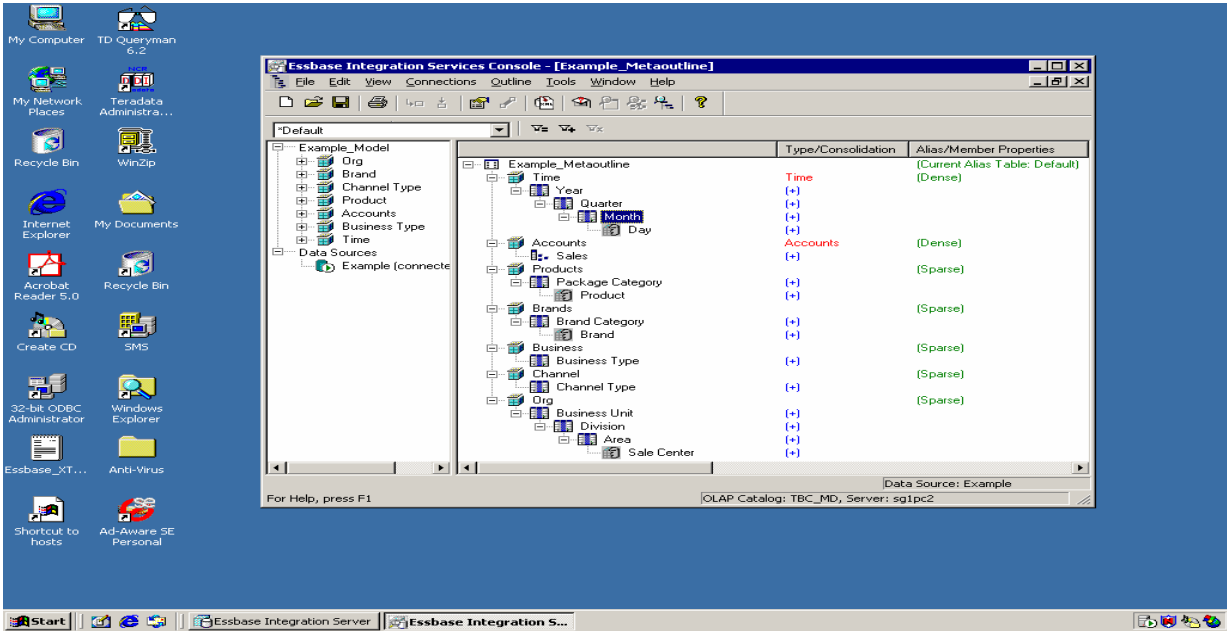 My Computer
TD Queryman
6.2
My Network
Places
NCR
Teradata
Administra...
Recycle Bin
WinZip
Internet
Explorer
My Documents
Acrobat
Reader 5.0
Recycle Bin
Create CD
SMS
32-bit ODBC
Administrator
Windows
Explorer
Essbase_XT...
Anti-Virus
Shortcut to
hosts
Ad-Aware SE
Personal
Essbase Integration Services Console - [Example_Metaoutline]
File Edit View Connections Outline Tools Window Help
*Default
Example_Model
Org
Brand
Channel Type
Product
Accounts
Business Type
Time
Data Sources
Example (connecte
Type/Consolidation Alias/Member Properties
Example_Metaoutline (Current Alias Table: Default)
Time Time (Dense)
Year (+)
Quarter (+)
Month (+)
Day (+)
Accounts Accounts (Dense)
Sales (+)
Products (Sparse)
Package Category (+)
Product (+)
Brands (Sparse)
Brand Category (+)
Brand (+)
Business (Sparse)
Business Type (+)
Channel (Sparse)
Channel Type (+)
Org (Sparse)
Business Unit (+)
Division (+)
Area (+)
Sale Center (+)
Data Source: Example
For Help, press F1
OLAP Catalog: TBC_MD, Server: sg1pc2
Start
Essbase Integration Server
Essbase Integration S...